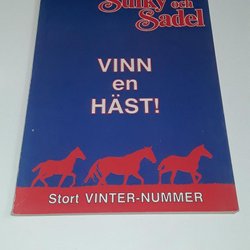 Sulky och
Sadel
VINN
en
HÄST!
Stort VINTER-NUMMER